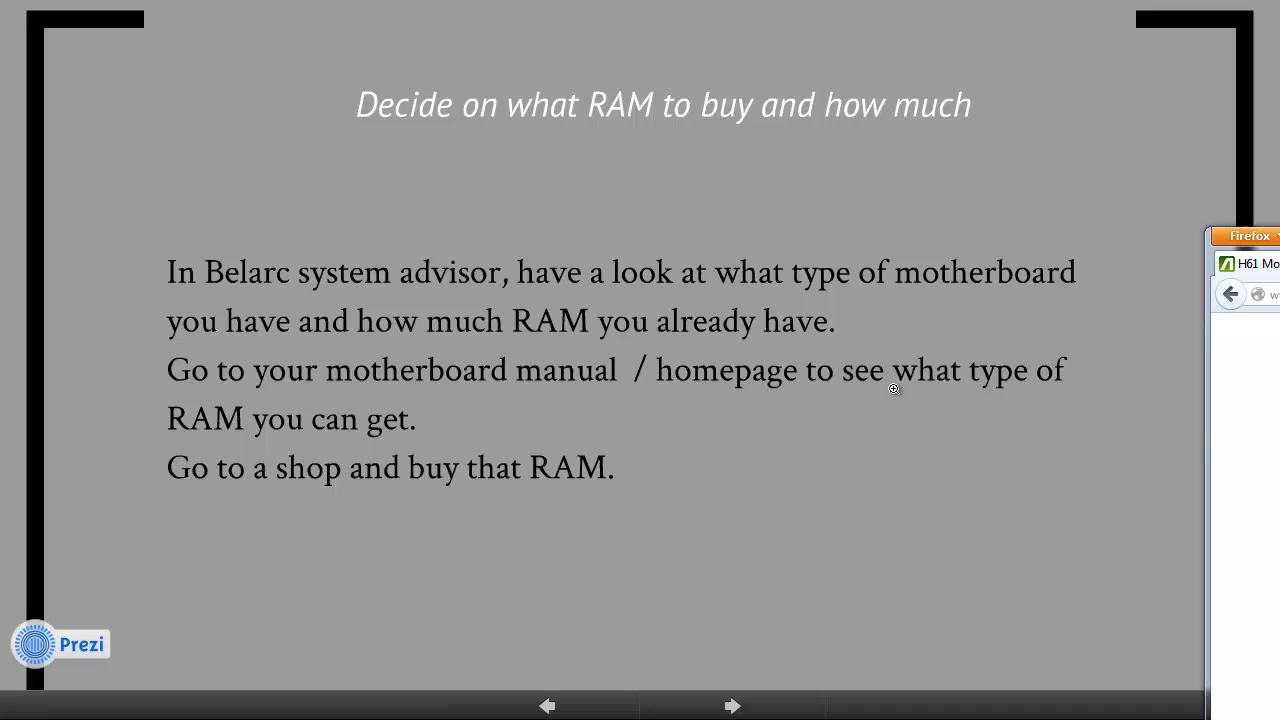 Decide on what RAM to buy and how much
In Belarc system advisor, have a look at what type of motherboard
you have and how much RAM you already have.
Go to your motherboard manual / homepage to see what type of
RAM you can get.
Go to a shop and buy that RAM.
Firefox
H61 Mo
w
Prezi